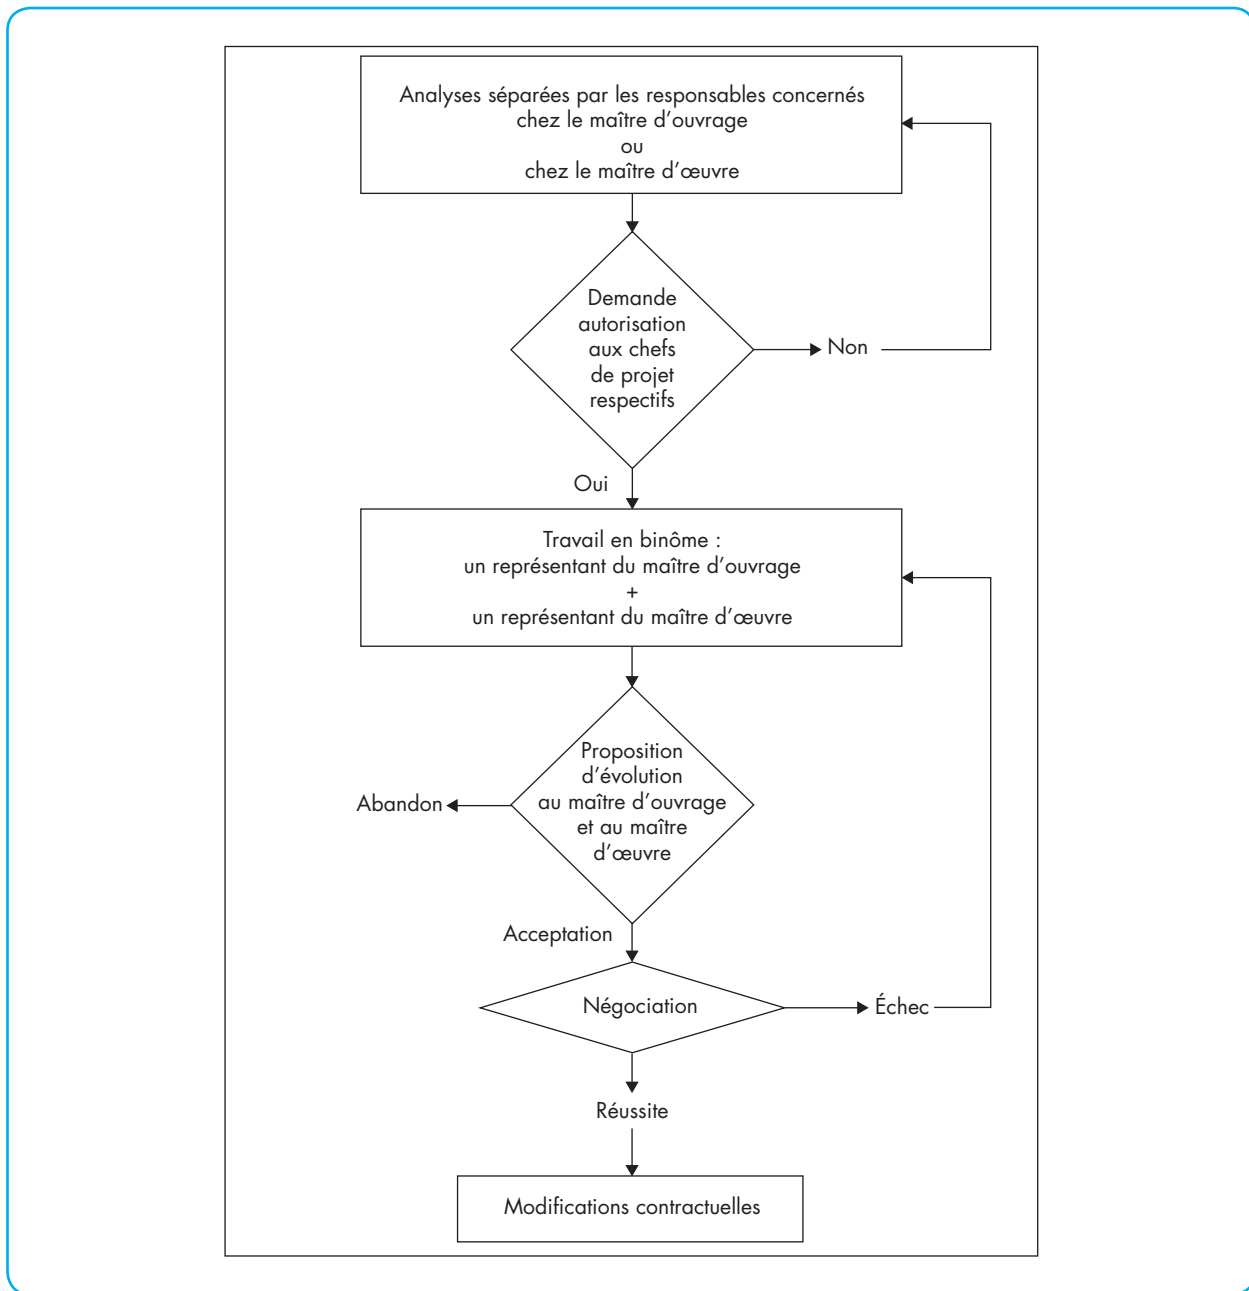 Analyses séparées par les responsables concernés
chez le maître d'ouvrage
ou
chez le maître d'œuvre
Demande
autorisation
aux chefs
de projet
respectifs
Non
Oui
Travail en binôme :
un représentant du maître d'ouvrage
+
un représentant du maître d'œuvre
Proposition
d'évolution
au maître d'ouvrage
et au maître
d'œuvre
Abandon
Acceptation
Négociation
Échec
Réussite
Modifications contractuelles